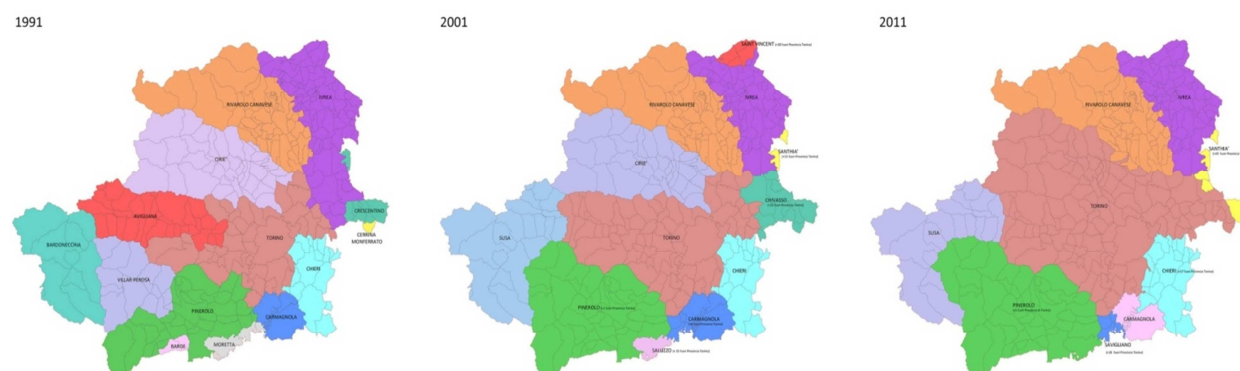 1991
IVREA
RIVAROLO CANAVESE
CIRIE'
AVIGLIANA
CRESCENTINO
CERRINA
MONFERRATO
TORINO
BARDONECCHIA
CHIERI
VILLAR PEROSA
PINEROLO
CARMAGNOLA
MORETTA
BARGE
2001
SAINT VINCENT
IVREA
RIVAROLO CANAVESE
SANTHIA'
CIRIE'
CHIVASSO
SUSA
TORINO
CHIERI
PINEROLO
CARMAGNOLA
SALUZZO
2011
IVREA
RIVAROLO CANAVESE
SANTHIA'
TORINO
SUSA
CHIERI
PINEROLO
CARMAGNOLA
SAVIGLIANO